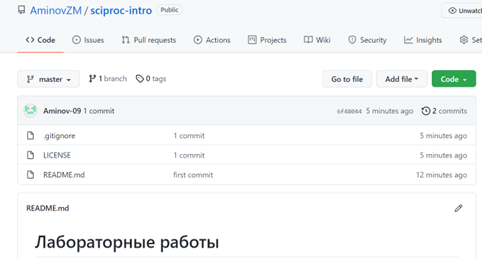 AminovZM / sciproc-intro Public Unwatch
Code Issues Pull requests Actions Projects Wiki Security Insights
master 1 branch 0 tags Go to file Add file Code
Aminov-09 1 commit 5 minutes ago 2 commits
.gitignore 1 commit 5 minutes ago
LICENSE 1 commit 5 minutes ago
README.md first commit 12 minutes ago
README.md
Лабораторные работы